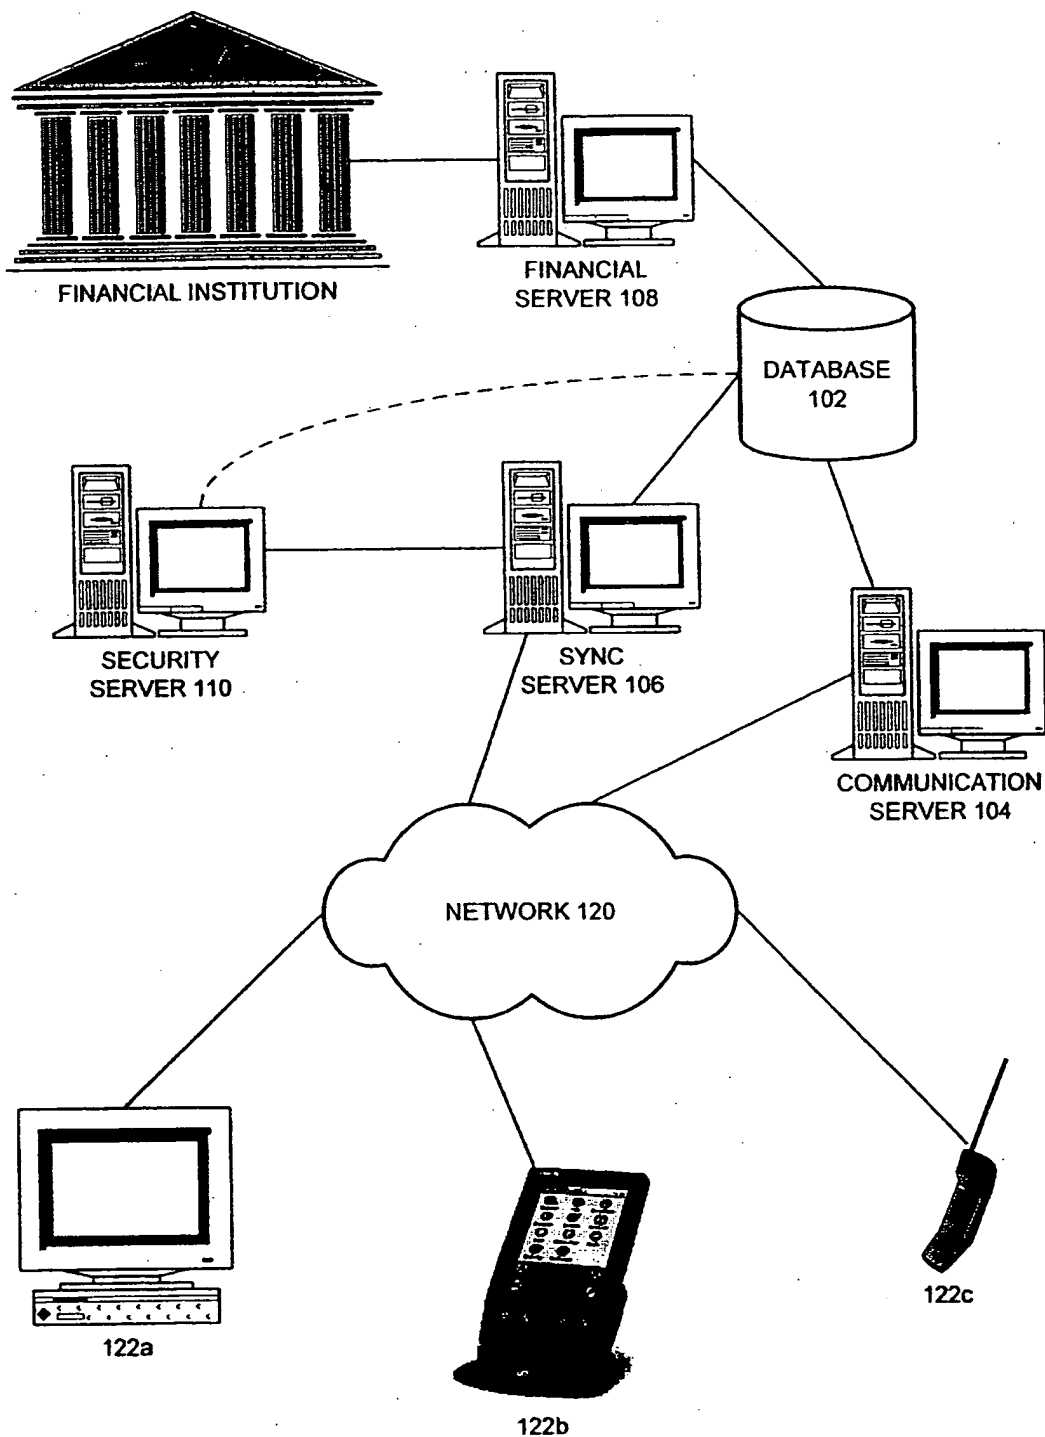 FINANCIAL INSTITUTION
FINANCIAL
SERVER 108
DATABASE
102
SECURITY
SERVER 110
SYNC
SERVER 106
COMMUNICATION
SERVER 104
NETWORK 120
122a
122b
122c